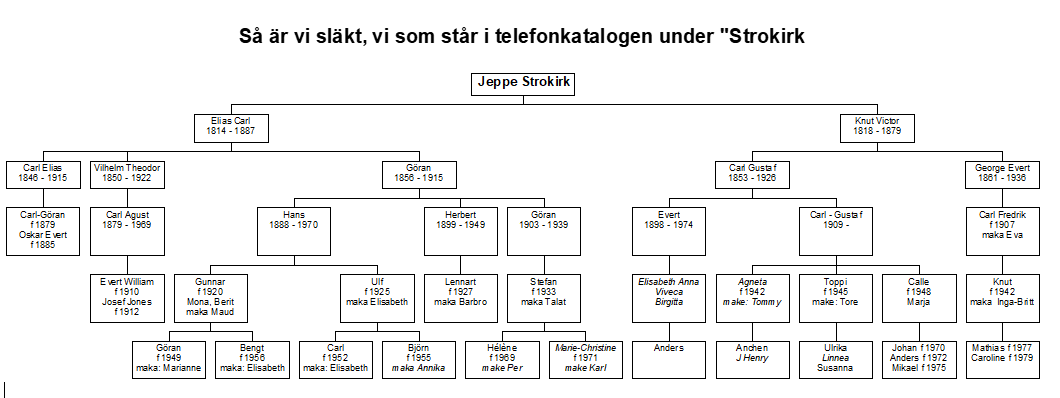 Så är vi släkt, vi som står i telefonkatalogen under "Strokirk
Jeppe Strokirk
Elias Carl
1814 - 1887
Knut Victor
1818 - 1879
Carl Elias
1846 - 1915
Vilhelm Theodor
1850 - 1922
Göran
1856 - 1915
Carl Gustaf
1853 - 1926
George Evert
1861 - 1936
Carl-Göran
f 1879
Oskar Evert
f 1885
Carl Agust
1879 - 1969
Hans
1888 - 1970
Herbert
1899 - 1949
Göran
1903 - 1939
Evert
1898 - 1974
Carl - Gustaf
1909 -
Carl Fredrik
f 1907
maka Eva
Evert William
f 1910
Josef Jones
f 1912
Gunnar
f 1920
Mona, Berit
maka Maud
Ulf
f 1925
maka Elisabeth
Lennart
f 1927
maka Barbro
Stefan
f 1933
maka Talat
Elisabeth Anna
Viveca
Birgitta
Agneta
f 1942
make: Tommy
Toppi
f 1945
make: Tore
Calle
f 1948
Marja
Knut
f 1942
maka Inga-Britt
Göran
f 1949
maka: Marianne
Bengt
f 1956
maka: Elisabeth
Carl
f 1952
maka: Elisabeth
Björn
f 1955
maka Annika
Hélène
f 1969
make Per
Marie-Christine
f 1971
make Karl
Anders
Anchen
J Henry
Ulrika
Linnea
Susanna
Johan f 1970
Anders f 1972
Mikael f 1975
Mathias f 1977
Caroline f 1979